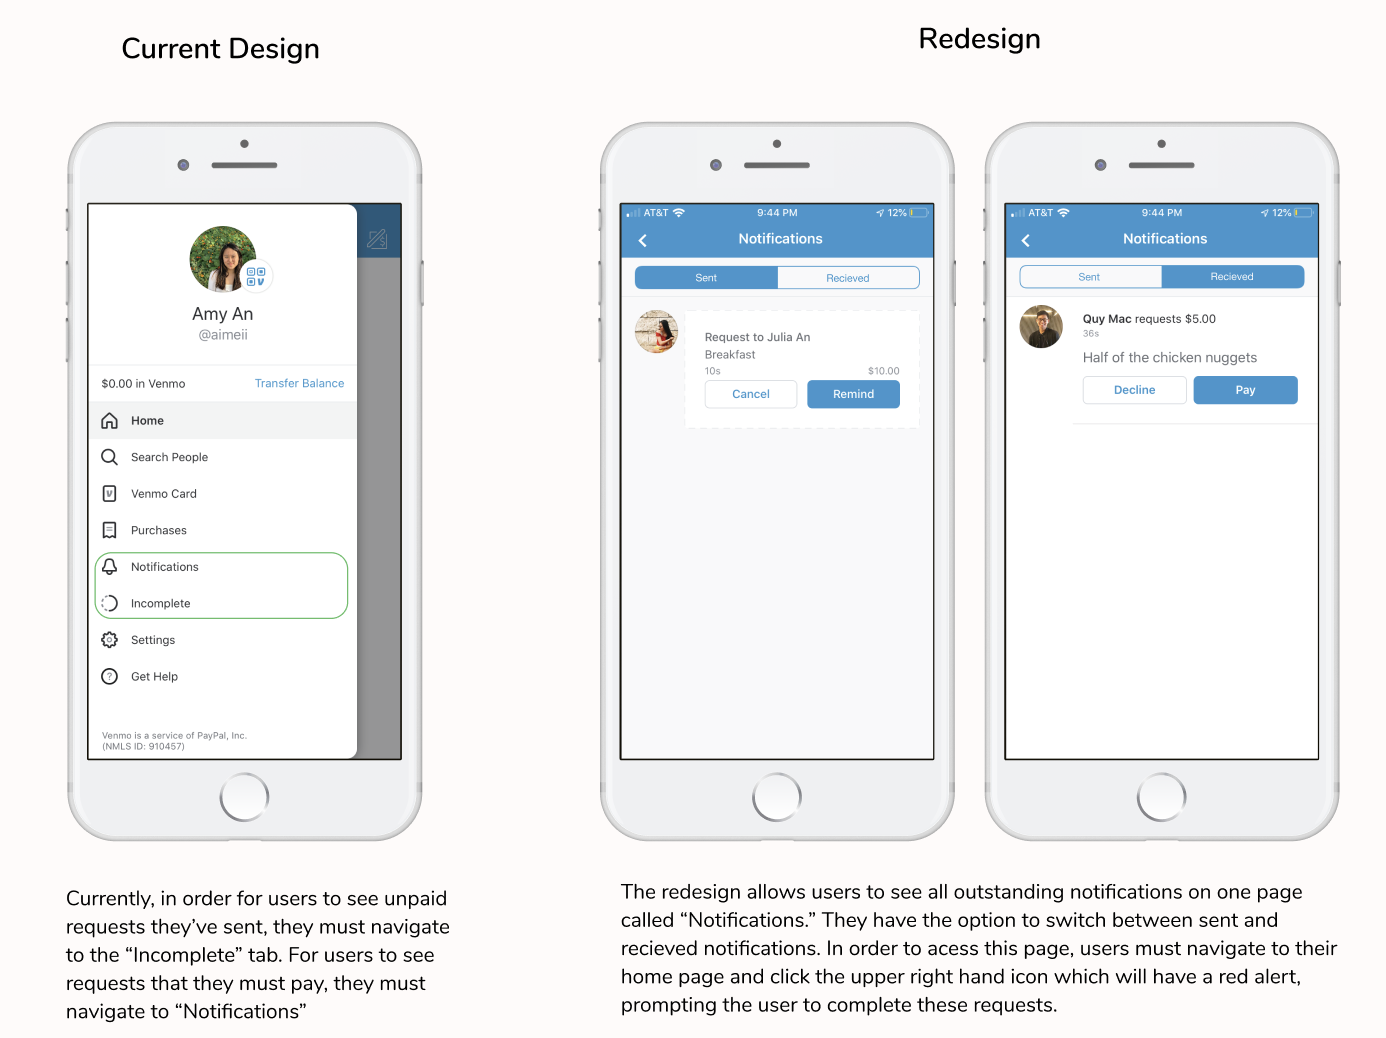 Current Design
Redesign
Amy An
@aimeii
$0.00 in Venmo
Transfer Balance
Home
Search People
Venmo Card
Purchases
Notifications
Incomplete
Settings
Get Help
Venmo is a service of PayPal, Inc.
(NMLS ID: 910457)
AT&T 9:44 PM 12%
Notifications
Sent Recieved
Request to Julia An
Breakfast
10s $10.00
Cancel Remind
AT&T 9:44 PM 12%
Notifications
Sent Recieved
Quy Mac requests $5.00
36s
Half of the chicken nuggets
Decline Pay
Currently, in order for users to see unpaid
requests they’ve sent, they must navigate
to the “Incomplete” tab. For users to see
requests that they must pay, they must
navigate to “Notifications”
The redesign allows users to see all outstanding notifications on one page
called “Notifications.” They have the option to switch between sent and
recieved notifications. In order to acess this page, users must navigate to their
home page and click the upper right hand icon which will have a red alert,
prompting the user to complete these requests.